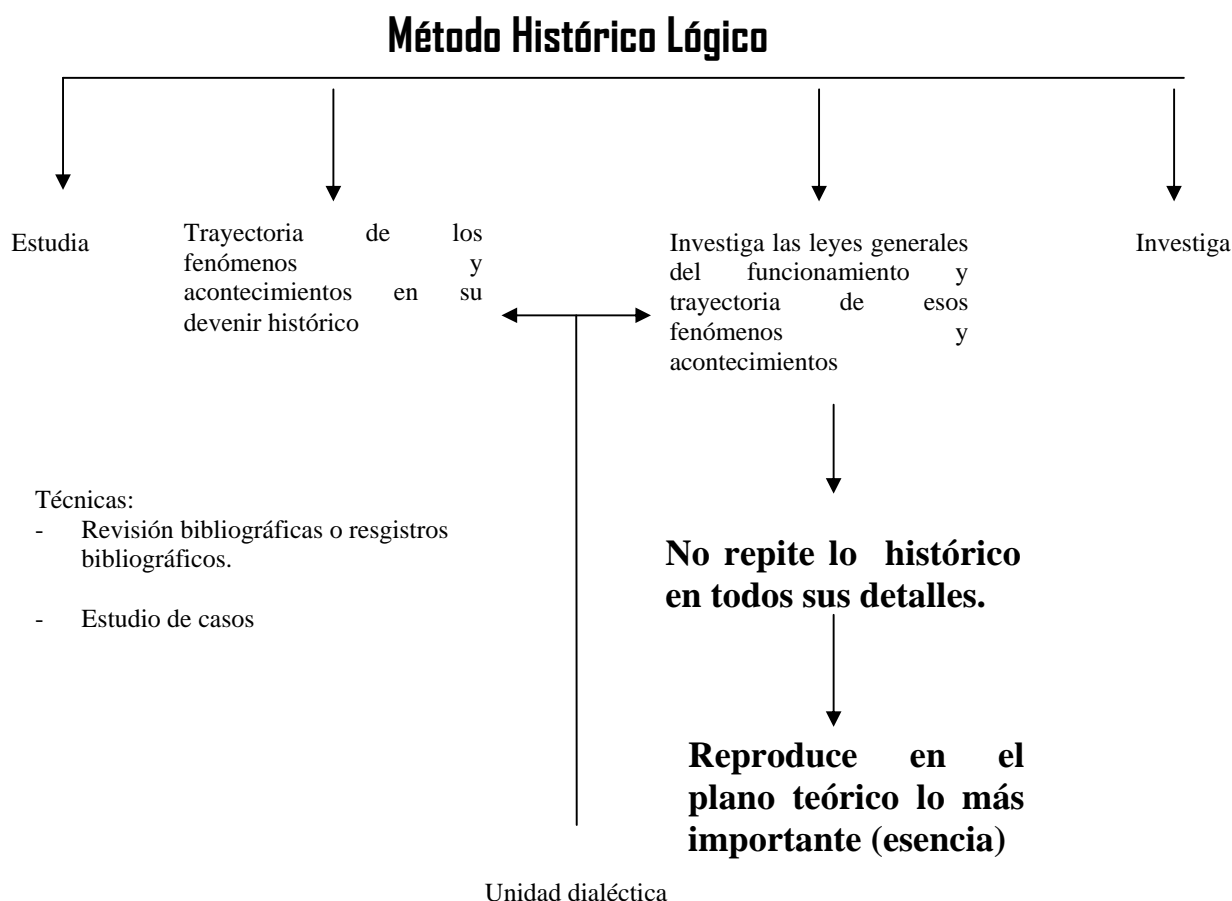 Método Histórico Lógico
Estudia
Trayectoria de los
fenómenos y
acontecimientos en su
devenir histórico
Investiga las leyes generales
del funcionamiento y
trayectoria de esos
fenómenos y
acontecimientos
Investiga
Técnicas:
- Revisión bibliográficas o resgistros
bibliográficos.
- Estudio de casos
No repite lo histórico
en todos sus detalles.
Reproduce en el
plano teórico lo más
importante (esencia)
Unidad dialéctica